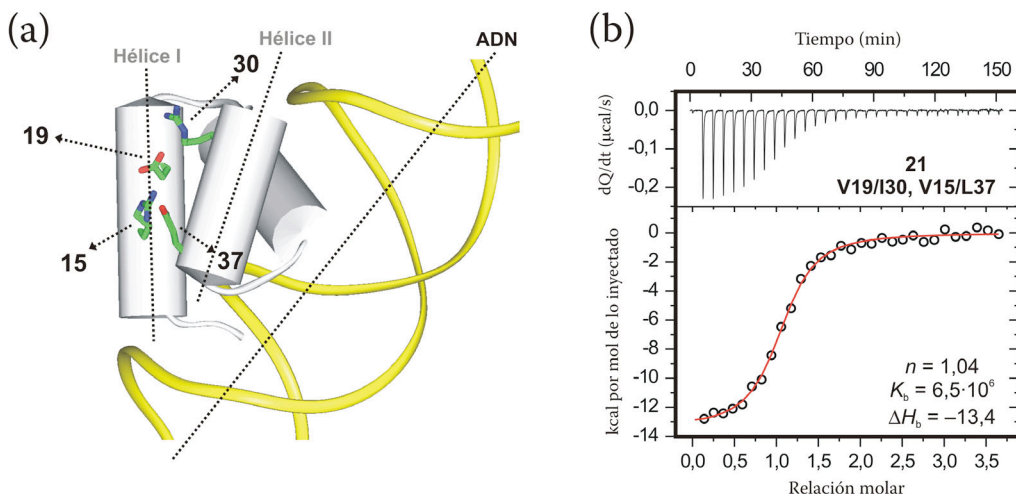 (a)
Hélice I
Hélice II
ADN
30
19
15
37
(b)
Tiempo (min)
0 30 60 90 120 150
0,0
-0,1
-0,2
dQ/dt (µcal/s)
21
V19/I30, V15/L37
0
-2
-4
-6
-8
-10
-12
-14
kcal por mol de lo inyectado
n = 1,04
Kb = 6,5·10⁶
ΔHb = –13,4
0,0 0,5 1,0 1,5 2,0 2,5 3,0 3,5
Relación molar